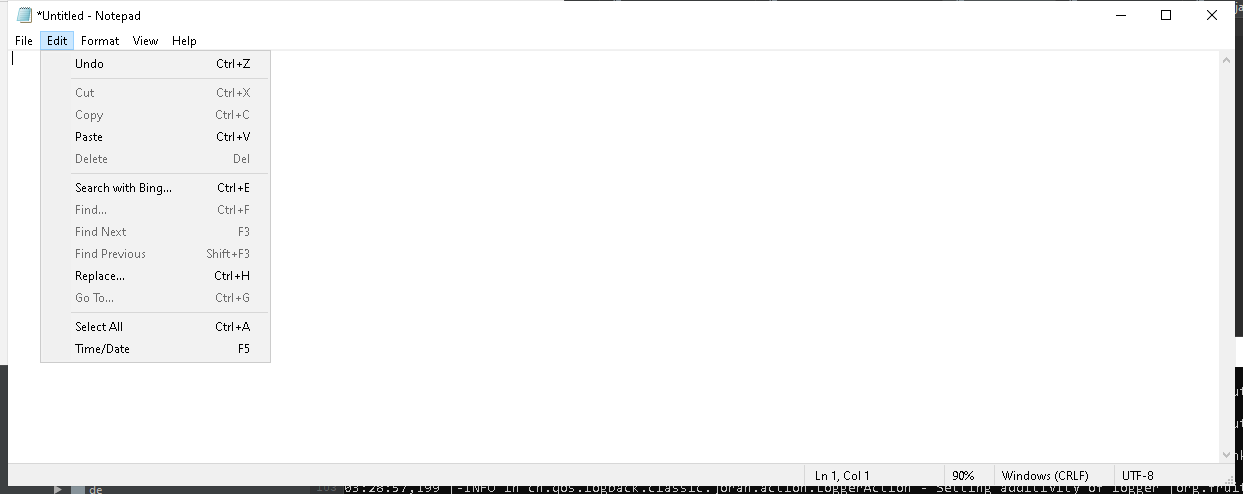 *Untitled - Notepad
File Edit Format View Help
Undo Ctrl+Z
Cut Ctrl+X
Copy Ctrl+C
Paste Ctrl+V
Delete Del
Search with Bing... Ctrl+E
Find... Ctrl+F
Find Next F3
Find Previous Shift+F3
Replace... Ctrl+H
Go To... Ctrl+G
Select All Ctrl+A
Time/Date F5
Ln 1, Col 1 90% Windows (CRLF) UTF-8
de 03:28:57,199 |-INFO in ch.qos.logback.classic.joran.action.LoggerAction - Setting additivity of logger